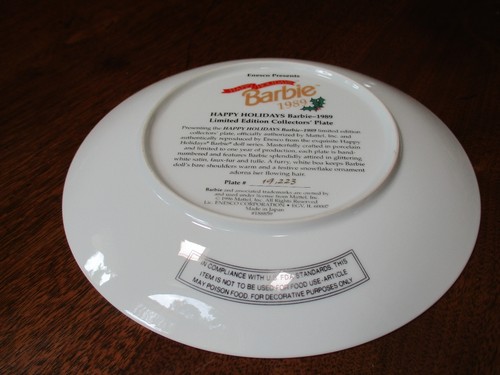 Enesco Presents
Barbie
1989
HAPPY HOLIDAYS Barbie-1989
Limited Edition Collectors' Plate
Presenting the HAPPY HOLIDAYS Barbie-1989 limited edition
collectors' plate, officially authorized by Mattel, Inc. and
authentically reproduced by Enesco from the exquisite Happy
Holidays® Barbie® doll series. Masterfully crafted in porcelain
and limited to one year of production, each plate is hand-
numbered and features Barbie splendidly attired in glittering
white satin, faux-fur and tulle. A furry, white boa keeps Barbie
doll's bare shoulders warm and a festive snowflake ornament
adorns her flowing hair.
Plate # 19,223
Barbie and associated trademarks are owned by
and used under license from Mattel, Inc.
© 1996 Mattel, Inc. All Rights Reserved
Lic. ENESCO CORPORATION • EGV, IL 60007
Made in Japan
IN COMPLIANCE WITH U.S. FDA STANDARDS, THIS
ITEM IS NOT TO BE USED FOR FOOD USE. ARTICLE
MAY POISON FOOD. FOR DECORATIVE PURPOSES ONLY